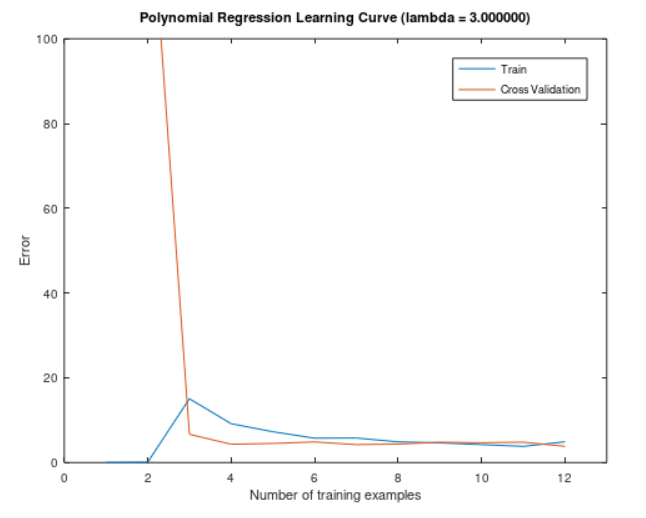 Polynomial Regression Learning Curve (lambda = 3.000000)
100
80
60
40
20
0
Error
Train
Cross Validation
0 2 4 6 8 10 12
Number of training examples